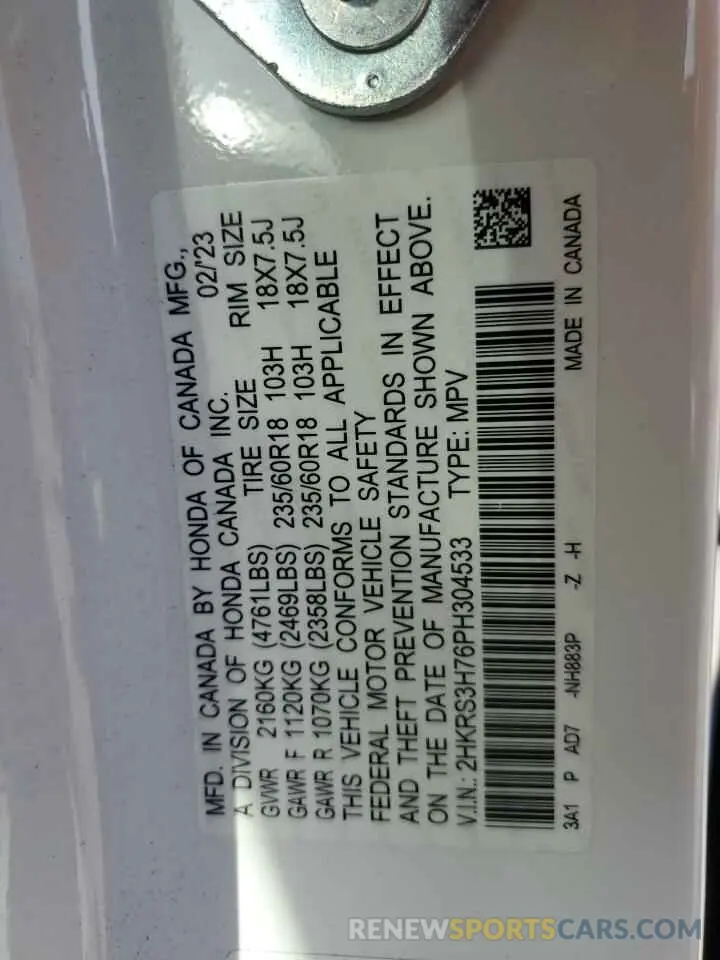 MFD. IN CANADA BY HONDA OF CANADA MFG.,
A DIVISION OF HONDA CANADA INC. 02/'23
GVWR 2160KG (4761LBS) TIRE SIZE RIM SIZE
GAWR F 1120KG (2469LBS) 235/60R18 103H 18X7.5J
GAWR R 1070KG (2358LBS) 235/60R18 103H 18X7.5J
THIS VEHICLE CONFORMS TO ALL APPLICABLE
FEDERAL MOTOR VEHICLE SAFETY
AND THEFT PREVENTION STANDARDS IN EFFECT
ON THE DATE OF MANUFACTURE SHOWN ABOVE.
V.I.N.: 2HKRS3H76PH304533 TYPE: MPV
3A1 P AD7 -NH883P -Z -H MADE IN CANADA
RENEWSPORTSCARS.COM